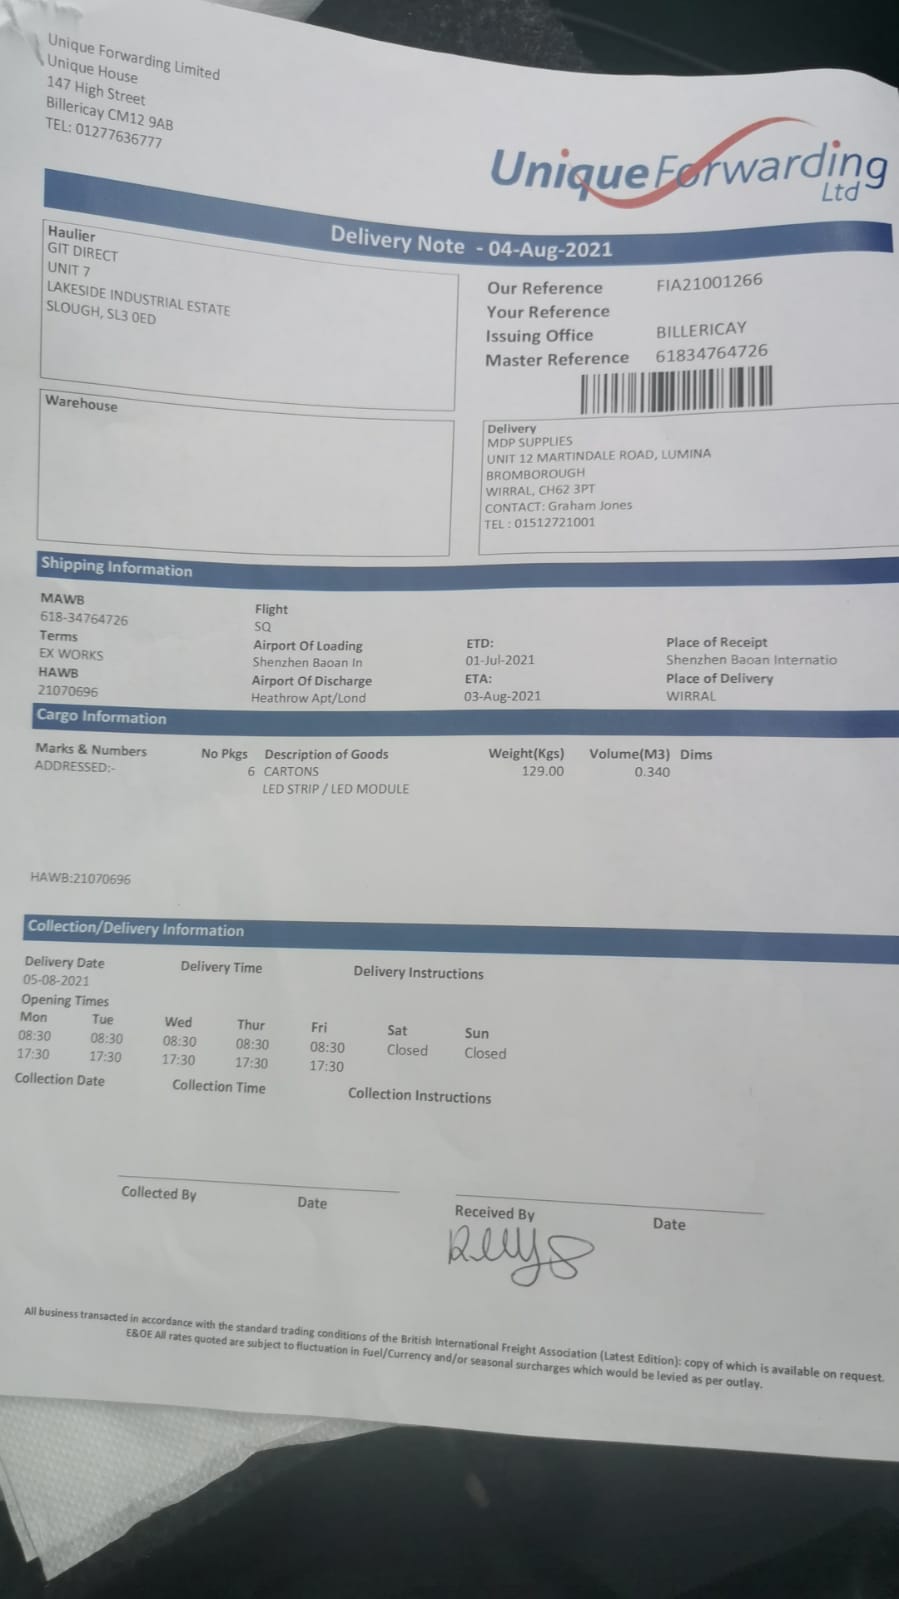 Unique Forwarding Limited
Unique House
147 High Street
Billericay CM12 9AB
TEL: 01277636777
UniqueForwarding
Ltd
Delivery Note - 04-Aug-2021
Haulier
GIT DIRECT
UNIT 7
LAKESIDE INDUSTRIAL ESTATE
SLOUGH, SL3 0ED
Our Reference FIA21001266
Your Reference
Issuing Office BILLERICAY
Master Reference 61834764726
Warehouse
Delivery
MDP SUPPLIES
UNIT 12 MARTINDALE ROAD, LUMINA
BROMBOROUGH
WIRRAL, CH62 3PT
CONTACT: Graham Jones
TEL : 01512721001
Shipping Information
MAWB
618-34764726
Terms
EX WORKS
HAWB
21070696
Flight
SQ
Airport Of Loading
Shenzhen Baoan In
Airport Of Discharge
Heathrow Apt/Lond
ETD:
01-Jul-2021
ETA:
03-Aug-2021
Place of Receipt
Shenzhen Baoan Internatio
Place of Delivery
WIRRAL
Cargo Information
Marks & Numbers No Pkgs Description of Goods Weight(Kgs) Volume(M3) Dims
ADDRESSED:- 6 CARTONS 129.00 0.340
LED STRIP / LED MODULE
HAWB:21070696
Collection/Delivery Information
Delivery Date Delivery Time Delivery Instructions
05-08-2021
Opening Times
Mon Tue Wed Thur Fri Sat Sun
08:30 08:30 08:30 08:30 08:30 Closed Closed
17:30 17:30 17:30 17:30 17:30
Collection Date Collection Time Collection Instructions
Collected By Date Received By Date
All business transacted in accordance with the standard trading conditions of the British International Freight Association (Latest Edition): copy of which is available on request.
E&OE All rates quoted are subject to fluctuation in Fuel/Currency and/or seasonal surcharges which would be levied as per outlay.